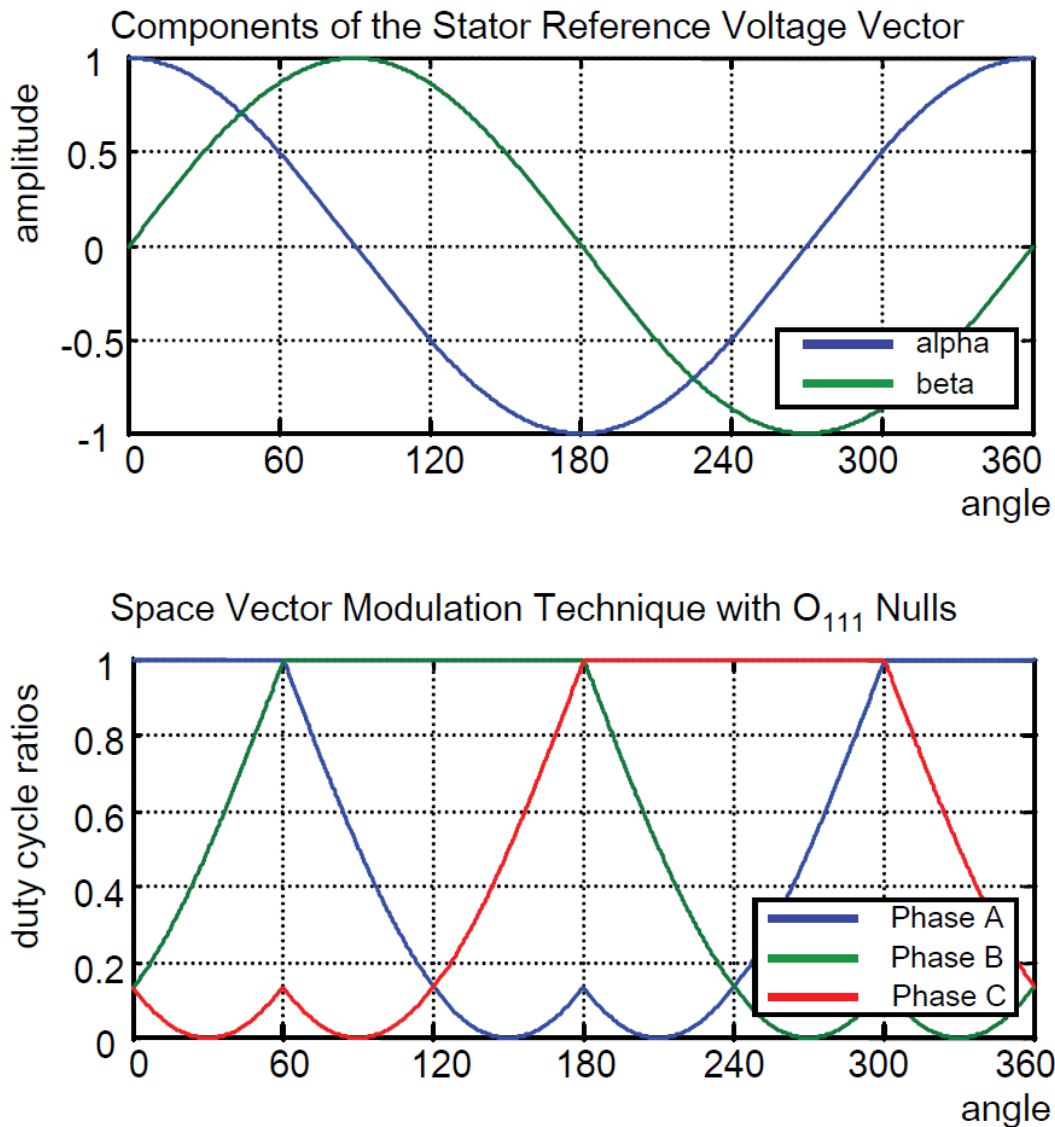 Components of the Stator Reference Voltage Vector
amplitude
1
0.5
0
-0.5
-1
alpha
beta
0 60 120 180 240 300 360
angle
Space Vector Modulation Technique with O111 Nulls
duty cycle ratios
1
0.8
0.6
0.4
0.2
0
Phase A
Phase B
Phase C
0 60 120 180 240 300 360
angle